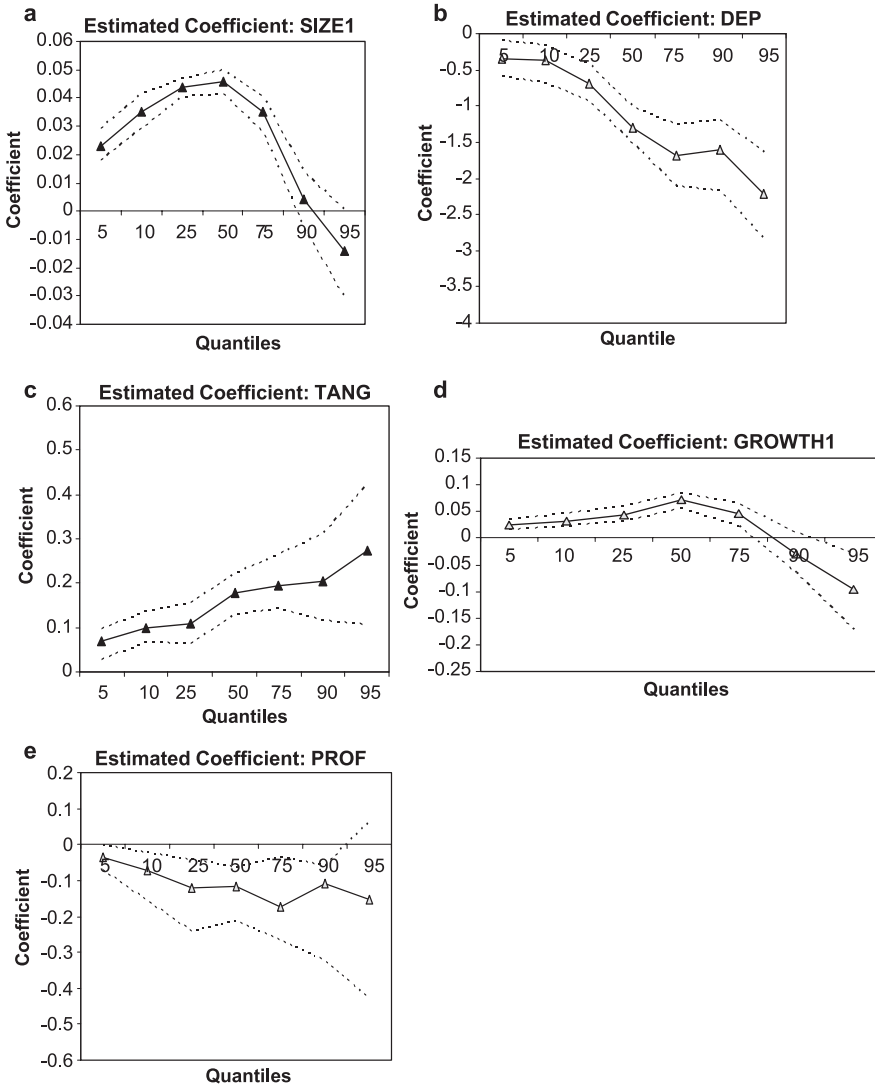 a
Estimated Coefficient: SIZE1
0.06
0.05
0.04
0.03
0.02
0.01
0
-0.01
-0.02
-0.03
-0.04
Coefficient
5 10 25 50 75 90 95
Quantiles
b
Estimated Coefficient: DEP
0
-0.5
-1
-1.5
-2
-2.5
-3
-3.5
-4
Coefficient
5 10 25 50 75 90 95
Quantile
c
Estimated Coefficient: TANG
0.6
0.5
0.4
0.3
0.2
0.1
0
Coefficient
5 10 25 50 75 90 95
Quantiles
d
Estimated Coefficient: GROWTH1
0.15
0.1
0.05
0
-0.05
-0.1
-0.15
-0.2
-0.25
Coefficient
5 10 25 50 75 90 95
Quantiles
e
Estimated Coefficient: PROF
0.2
0.1
0
-0.1
-0.2
-0.3
-0.4
-0.5
-0.6
Coefficient
5 10 25 50 75 90 95
Quantiles